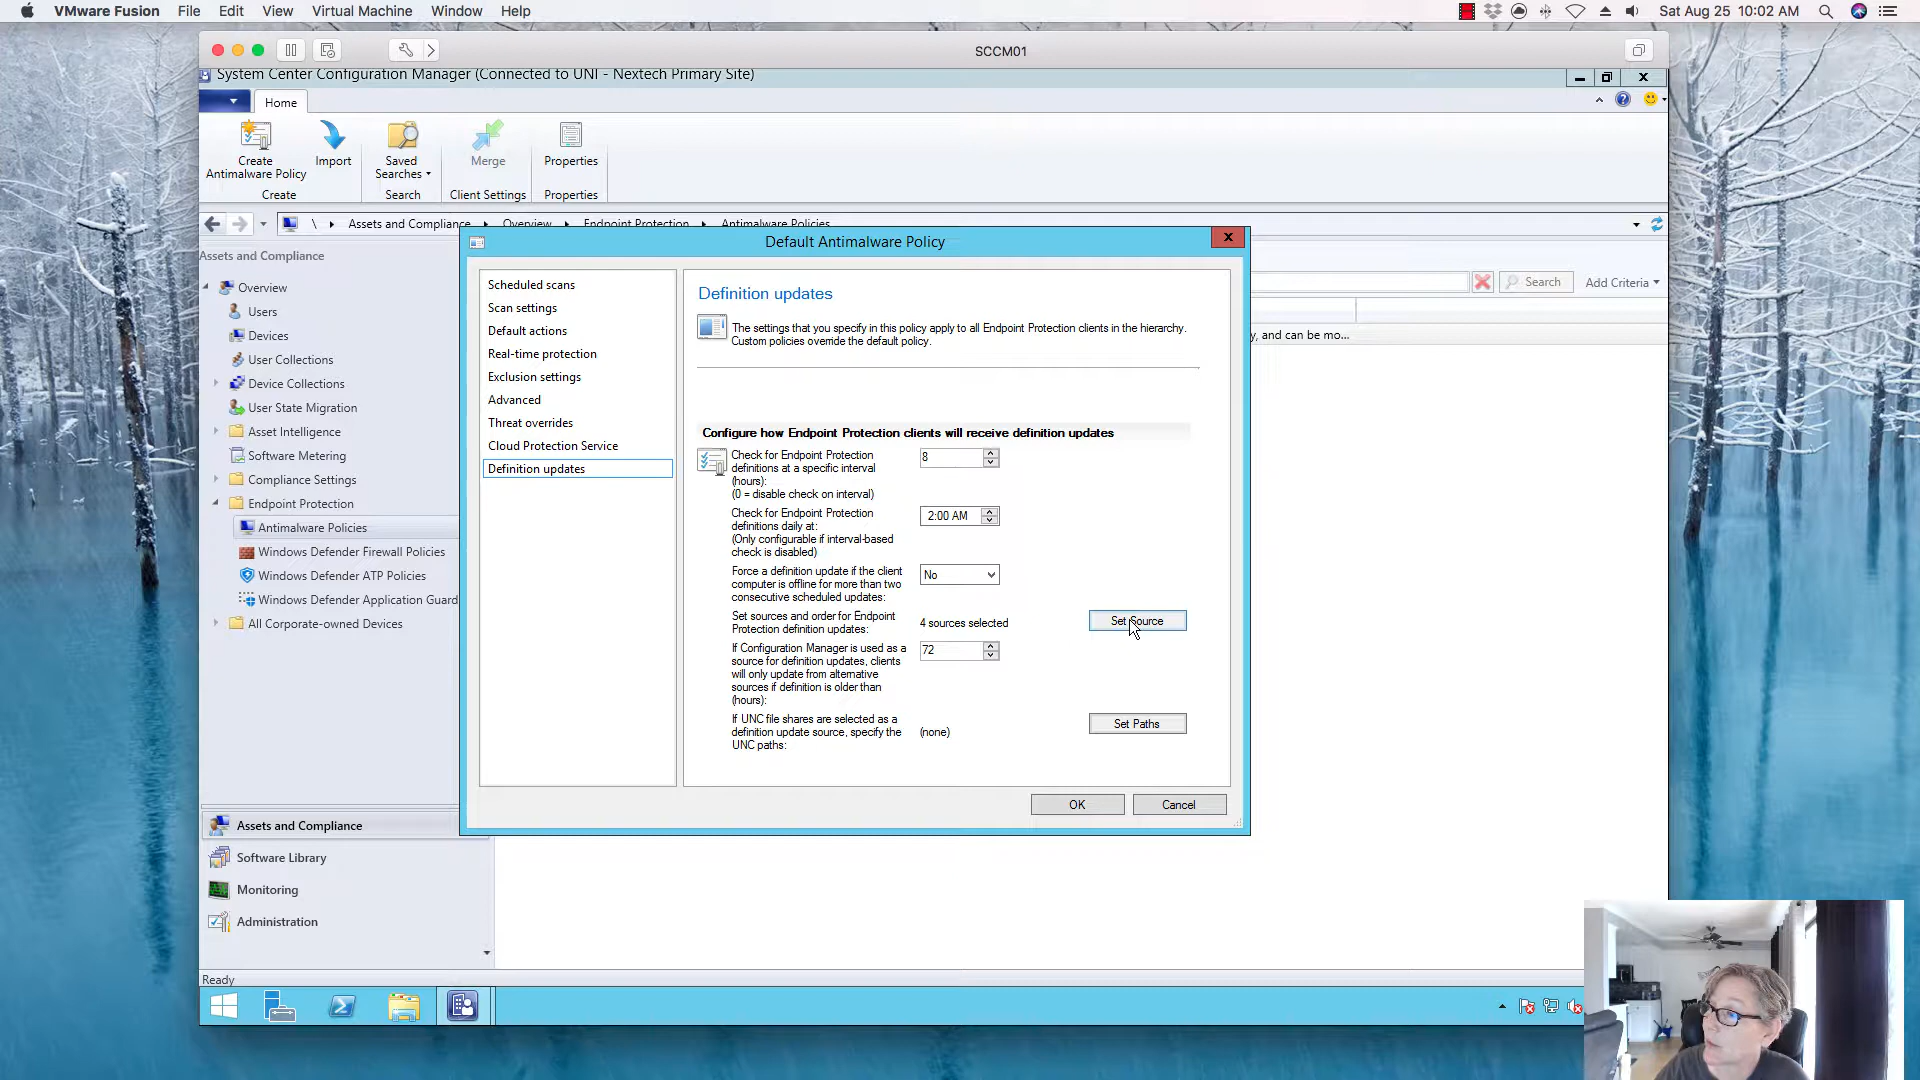 VMware Fusion File Edit View Virtual Machine Window Help
Sat Aug 25 10:02 AM
SCCM01
System Center Configuration Manager (Connected to UNI - Nextech Primary Site)
Home
Create Antimalware Policy
Import
Saved Searches
Merge
Properties
Create
Search
Client Settings
Properties
\ Assets and Compliance Overview Endpoint Protection Antimalware Policies
Assets and Compliance
Overview
Users
Devices
User Collections
Device Collections
User State Migration
Asset Intelligence
Software Metering
Compliance Settings
Endpoint Protection
Antimalware Policies
Windows Defender Firewall Policies
Windows Defender ATP Policies
Windows Defender Application Guard
All Corporate-owned Devices
Assets and Compliance
Software Library
Monitoring
Administration
Ready
Search
Add Criteria
y, and can be mo...
Default Antimalware Policy
Scheduled scans
Scan settings
Default actions
Real-time protection
Exclusion settings
Advanced
Threat overrides
Cloud Protection Service
Definition updates
Definition updates
The settings that you specify in this policy apply to all Endpoint Protection clients in the hierarchy.
Custom policies override the default policy.
Configure how Endpoint Protection clients will receive definition updates
Check for Endpoint Protection
definitions at a specific interval
(hours):
(0 = disable check on interval)
8
Check for Endpoint Protection
definitions daily at:
(Only configurable if interval-based
check is disabled)
2:00 AM
Force a definition update if the client
computer is offline for more than two
consecutive scheduled updates:
No
Set sources and order for Endpoint
Protection definition updates:
4 sources selected
Set Source
If Configuration Manager is used as a
source for definition updates, clients
will only update from alternative
sources if definition is older than
(hours):
72
If UNC file shares are selected as a
definition update source, specify the
UNC paths:
(none)
Set Paths
OK
Cancel